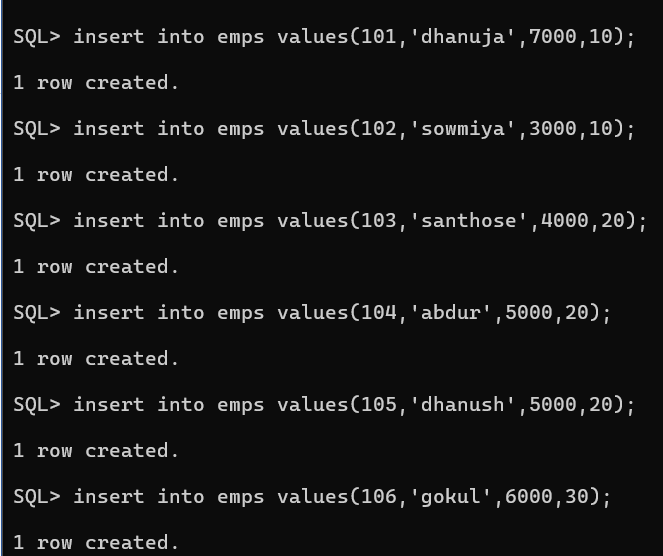 SQL> insert into emps values(101,'dhanuja',7000,10);
1 row created.
SQL> insert into emps values(102,'sowmiya',3000,10);
1 row created.
SQL> insert into emps values(103,'santhose',4000,20);
1 row created.
SQL> insert into emps values(104,'abdur',5000,20);
1 row created.
SQL> insert into emps values(105,'dhanush',5000,20);
1 row created.
SQL> insert into emps values(106,'gokul',6000,30);
1 row created.